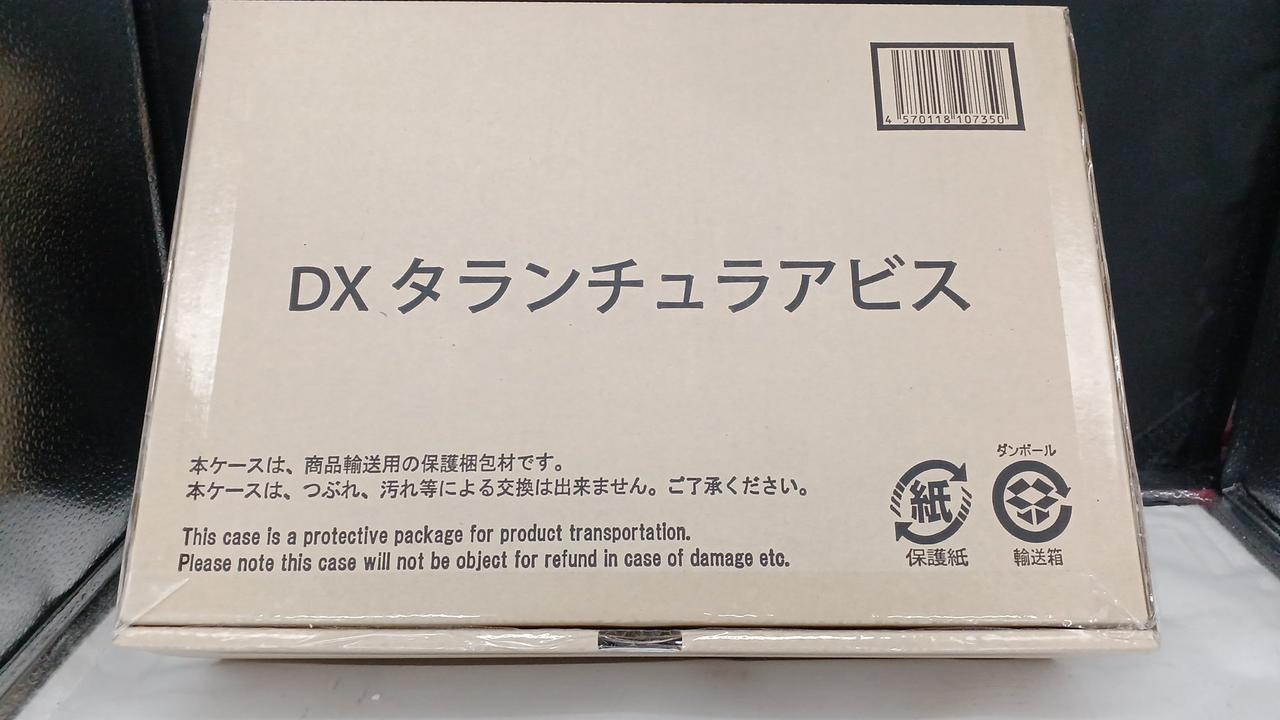 4 570118 107350
DX タランチュラアビス
本ケースは、商品輸送用の保護梱包材です。
本ケースは、つぶれ、汚れ等による交換は出来ません。ご了承ください。
This case is a protective package for product transportation.
Please note this case will not be object for refund in case of damage etc.
紙
保護紙
ダンボール
輸送箱